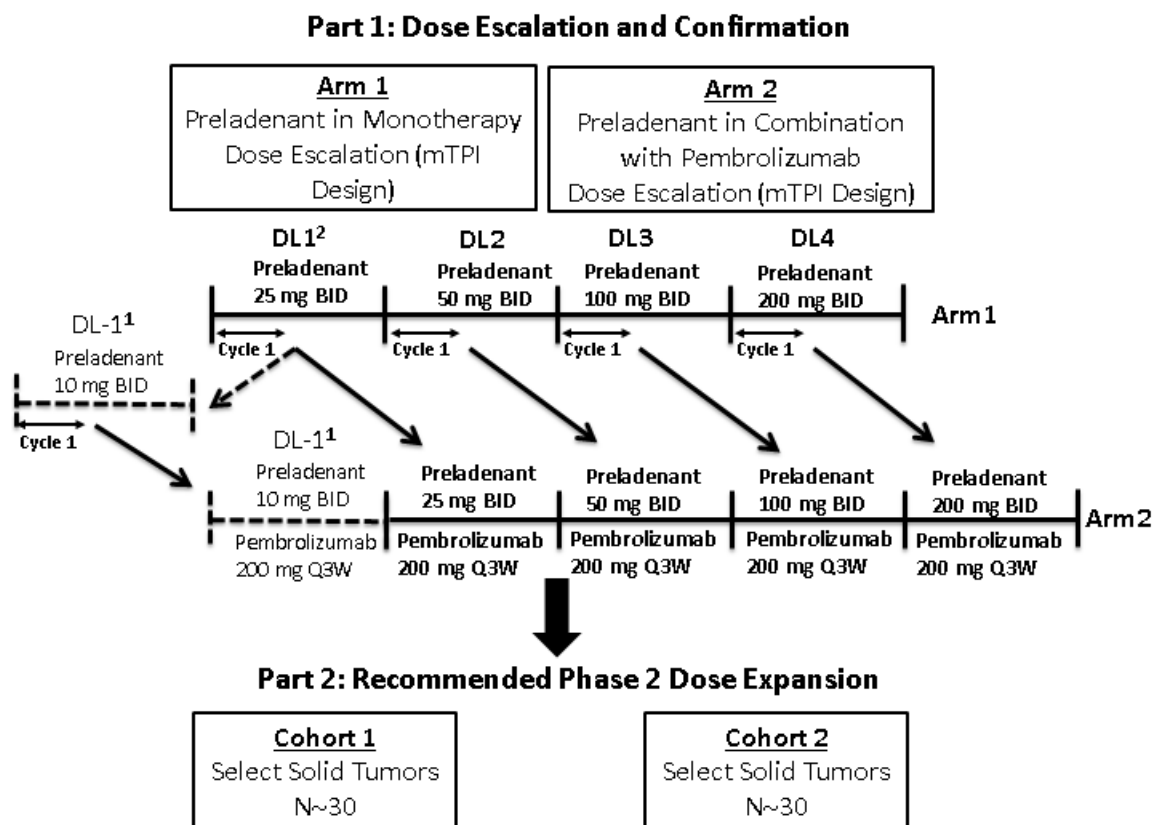 Part 1: Dose Escalation and Confirmation
Arm 1
Preladenant in Monotherapy
Dose Escalation (mTPI
Design)
Arm 2
Preladenant in Combination
with Pembrolizumab
Dose Escalation (mTPI Design)
DL1²
Preladenant
25 mg BID
DL2
Preladenant
50 mg BID
DL3
Preladenant
100 mg BID
DL4
Preladenant
200 mg BID
Arm1
Cycle 1
Cycle 1
Cycle 1
Cycle 1
DL-1¹
Preladenant
10 mg BID
Cycle 1
DL-1¹
Preladenant
10 mg BID
Pembrolizumab
200 mg Q3W
Preladenant
25 mg BID
Pembrolizumab
200 mg Q3W
Preladenant
50 mg BID
Pembrolizumab
200 mg Q3W
Preladenant
100 mg BID
Pembrolizumab
200 mg Q3W
Preladenant
200 mg BID
Pembrolizumab
200 mg Q3W
Arm2
Part 2: Recommended Phase 2 Dose Expansion
Cohort 1
Select Solid Tumors
N~30
Cohort 2
Select Solid Tumors
N~30